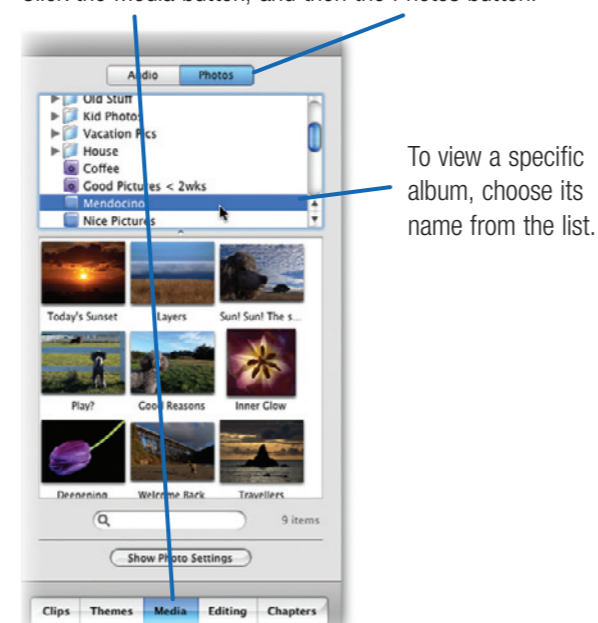 Click the Media button, and then the Photos button.
Audio Photos
Old Stuff
Kid Photos
Vacation Pics
House
Coffee
Good Pictures < 2wks
Mendocino
Nice Pictures
To view a specific
album, choose its
name from the list.
Today's Sunset Layers Sun! Sun! The s...
Play? Good Reasons Inner Glow
Deepening Welcome Back Travellers
9 items
Show Photo Settings
Clips Themes Media Editing Chapters